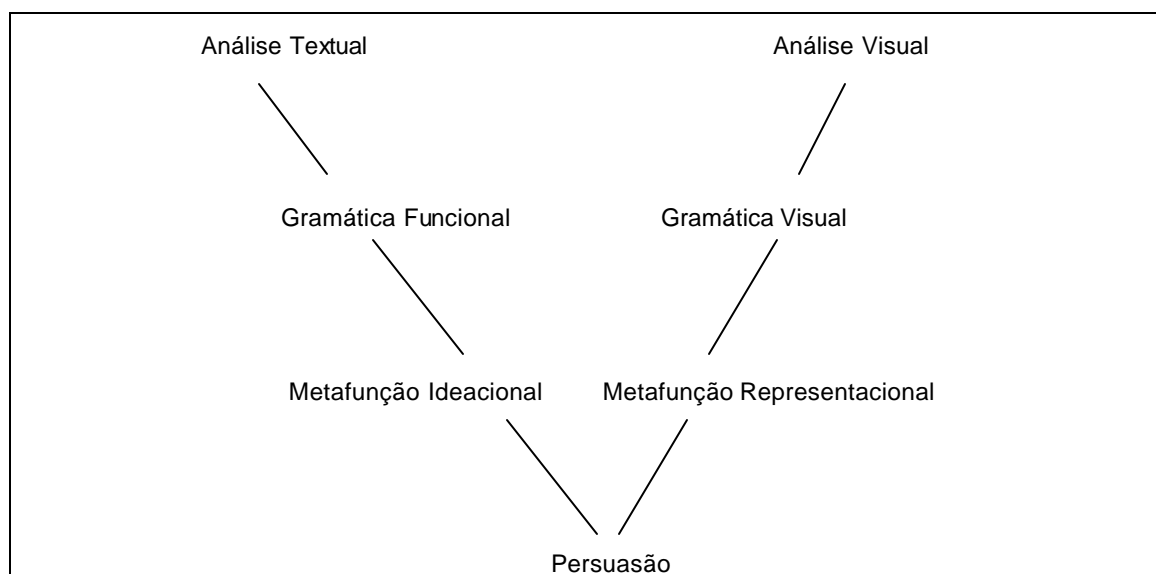 Análise Textual Análise Visual
Gramática Funcional Gramática Visual
Metafunção Ideacional Metafunção Representacional
Persuasão